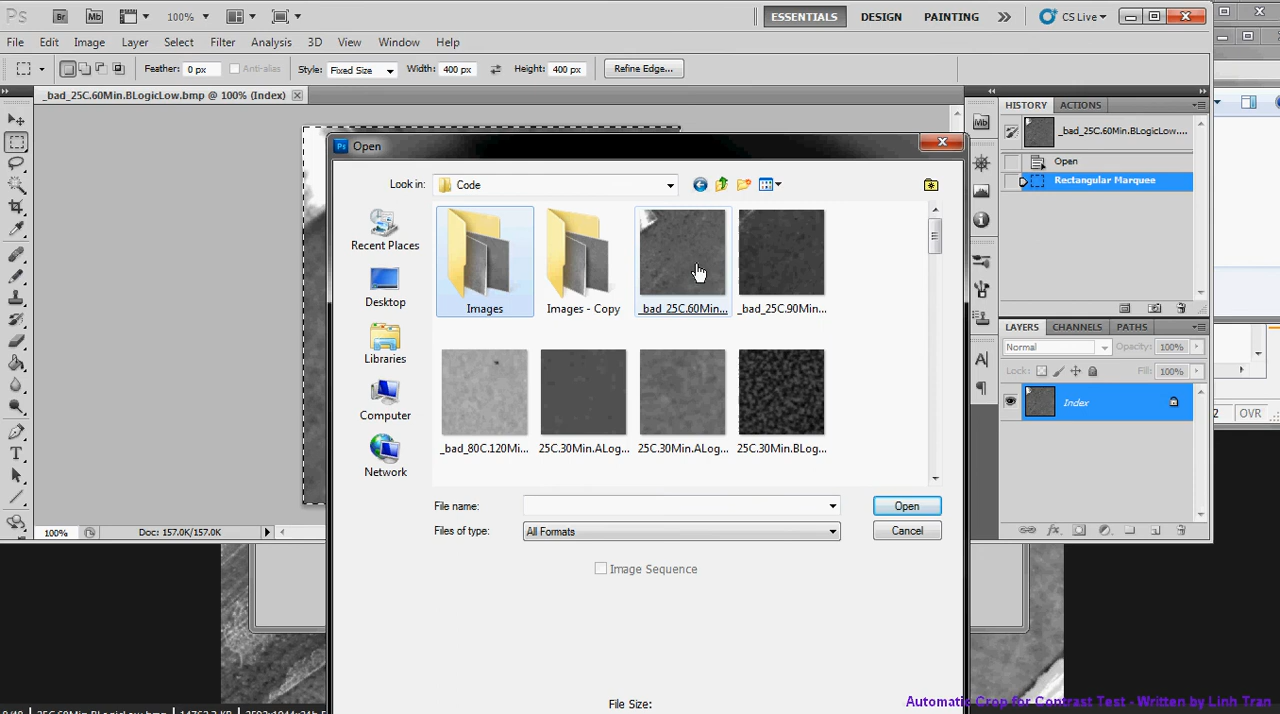 Ps Br Mb 100% ESSENTIALS DESIGN PAINTING CS Live
File Edit Image Layer Select Filter Analysis 3D View Window Help
Feather: 0 px Anti-alias Style: Fixed Size Width: 400 px Height: 400 px Refine Edge...
_bad_25C.60Min.BLogicLow.bmp @ 100% (Index)
HISTORY ACTIONS
_bad_25C.60Min.BLogicLow....
Open
Rectangular Marquee
Ps Open
Look in: Code
Recent Places
Desktop
Libraries
Computer
Network
Images
Images - Copy
_bad_25C.60Min...
_bad_25C.90Min...
_bad_80C.120Mi...
25C.30Min.ALog...
25C.30Min.ALog...
25C.30Min.BLog...
File name: Open
Files of type: All Formats Cancel
Image Sequence
File Size:
LAYERS CHANNELS PATHS
Normal Opacity: 100%
Lock: Fill: 100%
Index
2 OVR
100% Doc: 157.0K/157.0K
Automatic Crop for Contrast Test - Written by Linh Tran